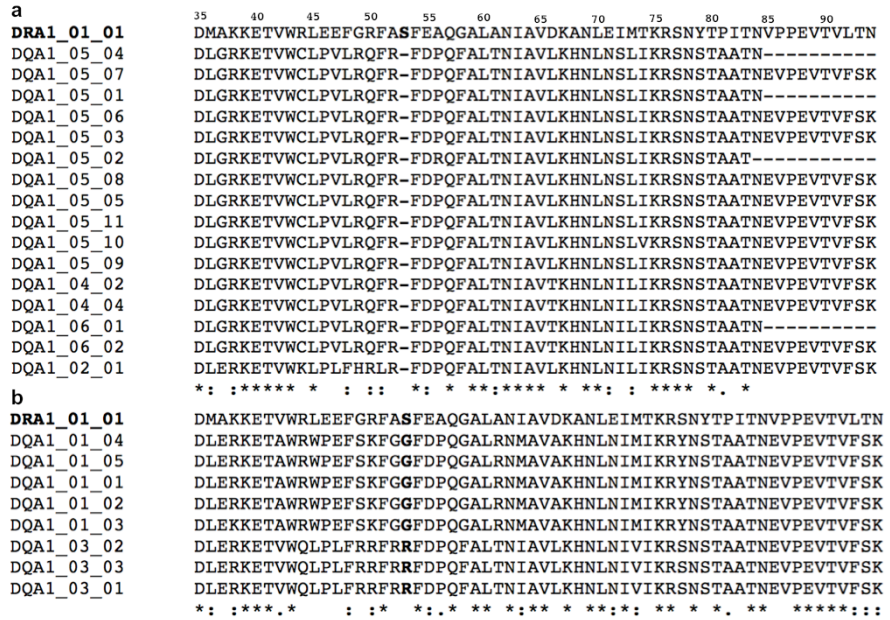 a
35 40 45 50 55 60 65 70 75 80 85 90
DRA1_01_01 DMAKKETVWRLEEFGRFASFEAQGALANIAVDKANLEIMTKRSNYTPITNVPPEVTVLTN
DQA1_05_04 DLGRKETVWCLPVLRQFR-FDPQFALTNIAVLKHNLNSLIKRSNSTAATN----------
DQA1_05_07 DLGRKETVWCLPVLRQFR-FDPQFALTNIAVLKHNLNSLIKRSNSTAATNEVPEVTVFSK
DQA1_05_01 DLGRKETVWCLPVLRQFR-FDPQFALTNIAVLKHNLNSLIKRSNSTAATN----------
DQA1_05_06 DLGRKETVWCLPVLRQFR-FDPQFALTNIAVLKHNLNSLIKRSNSTAATNEVPEVTVFSK
DQA1_05_03 DLGRKETVWCLPVLRQFR-FDPQFALTNIAVLKHNLNSLIKRSNSTAATNEVPEVTVFSK
DQA1_05_02 DLGRKETVWCLPVLRQFR-FDPQFALTNIAVLKHNLNSLIKRSNSTAAT-----------
DQA1_05_08 DLGRKETVWCLPVLRQFR-FDPQFALTNIAVLKHNLNSLIKRSNSTAATNEVPEVTVFSK
DQA1_05_05 DLGRKETVWCLPVLRQFR-FDPQFALTNIAVLKHNLNSLIKRSNSTAATNEVPEVTVFSK
DQA1_05_11 DLGRKETVWCLPVLRQFR-FDPQFALTNIAVLKHNLNSLIKRSNSTAATNEVPEVTVFSK
DQA1_05_10 DLGRKETVWCLPVLRQFR-FDPQFALTNIAVLKHNLNSLVKRSNSTAATNEVPEVTVFSK
DQA1_05_09 DLGRKETVWCLPVLRQFR-FDPQFALTNIAVLKHNLNSLIKRSNSTAATNEVPEVTVFSK
DQA1_04_02 DLGRKETVWCLPVLRQFR-FDPQFALTNIAVTKHNLNILIKRSNSTAATNEVPEVTVFSK
DQA1_04_04 DLGRKETVWCLPVLRQFR-FDPQFALTNIAVTKHNLNILIKRSNSTAATNEVPEVTVFSK
DQA1_06_01 DLGRKETVWCLPVLRQFR-FDPQFALTNIAVTKHNLNILIKRSNSTAATN----------
DQA1_06_02 DLGRKETVWCLPVLRQFR-FDPQFALTNIAVTKHNLNILIKRSNSTAATNEVPEVTVFSK
DQA1_02_01 DLERKETVWKLPLFHRLR-FDPQFALTNIAVLKHNLNILIKRSNSTAATNEVPEVTVFSK
*: :***** *  : ::  *: * **:**** * **: : **** *. *
b
DRA1_01_01 DMAKKETVWRLEEFGRFASFEAQGALANIAVDKANLEIMTKRSNYTPITNVPPEVTVLTN
DQA1_01_04 DLERKETAWRWPEFSKFGGFDPQGALRNMAVAKHNLNIMIKRYNSTAATNEVPEVTVFSK
DQA1_01_05 DLERKETAWRWPEFSKFGGFDPQGALRNMAVAKHNLNIMIKRYNSTAATNEVPEVTVFSK
DQA1_01_01 DLERKETAWRWPEFSKFGGFDPQGALRNMAVAKHNLNIMIKRYNSTAATNEVPEVTVFSK
DQA1_01_02 DLERKETAWRWPEFSKFGGFDPQGALRNMAVAKHNLNIMIKRYNSTAATNEVPEVTVFSK
DQA1_01_03 DLERKETAWRWPEFSKFGGFDPQGALRNMAVAKHNLNIMIKRYNSTAATNEVPEVTVFSK
DQA1_03_02 DLERKETVWQLPLFRRFRRFDPQFALTNIAVLKHNLNIVIKRSNSTAATNEVPEVTVFSK
DQA1_03_03 DLERKETVWQLPLFRRFRRFDPQFALTNIAVLKHNLNIVIKRSNSTAATNEVPEVTVFSK
DQA1_03_01 DLERKETVWQLPLFRRFRRFDPQFALTNIAVLKHNLNIVIKRSNSTAATNEVPEVTVFSK
*: :***.*    * :*  *: * ** *:** * **:: ** * *. **  *****:::